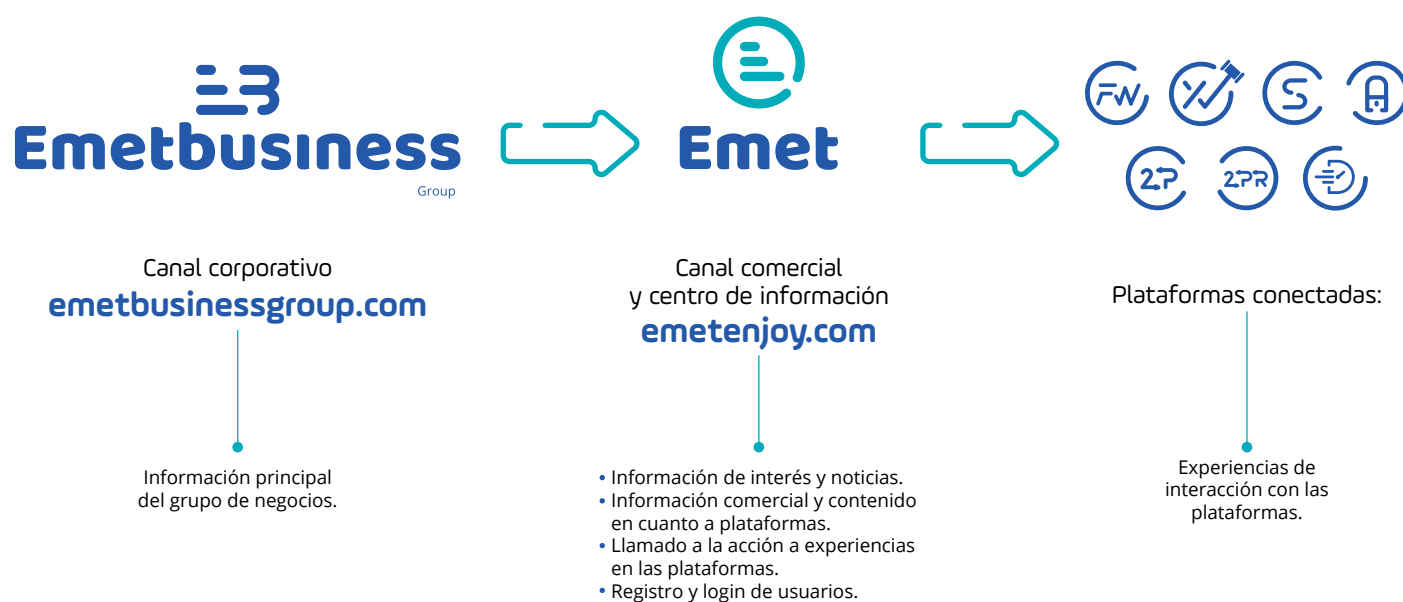 Emetbusiness
Group
Canal corporativo
emetbusinessgroup.com
Información principal
del grupo de negocios.
Emet
Canal comercial
y centro de información
emetenjoy.com
• Información de interés y noticias.
• Información comercial y contenido
en cuanto a plataformas.
• Llamado a la acción a experiencias
en las plataformas.
• Registro y login de usuarios.
FW
S
2P
2PR
Plataformas conectadas:
Experiencias de
interacción con las
plataformas.